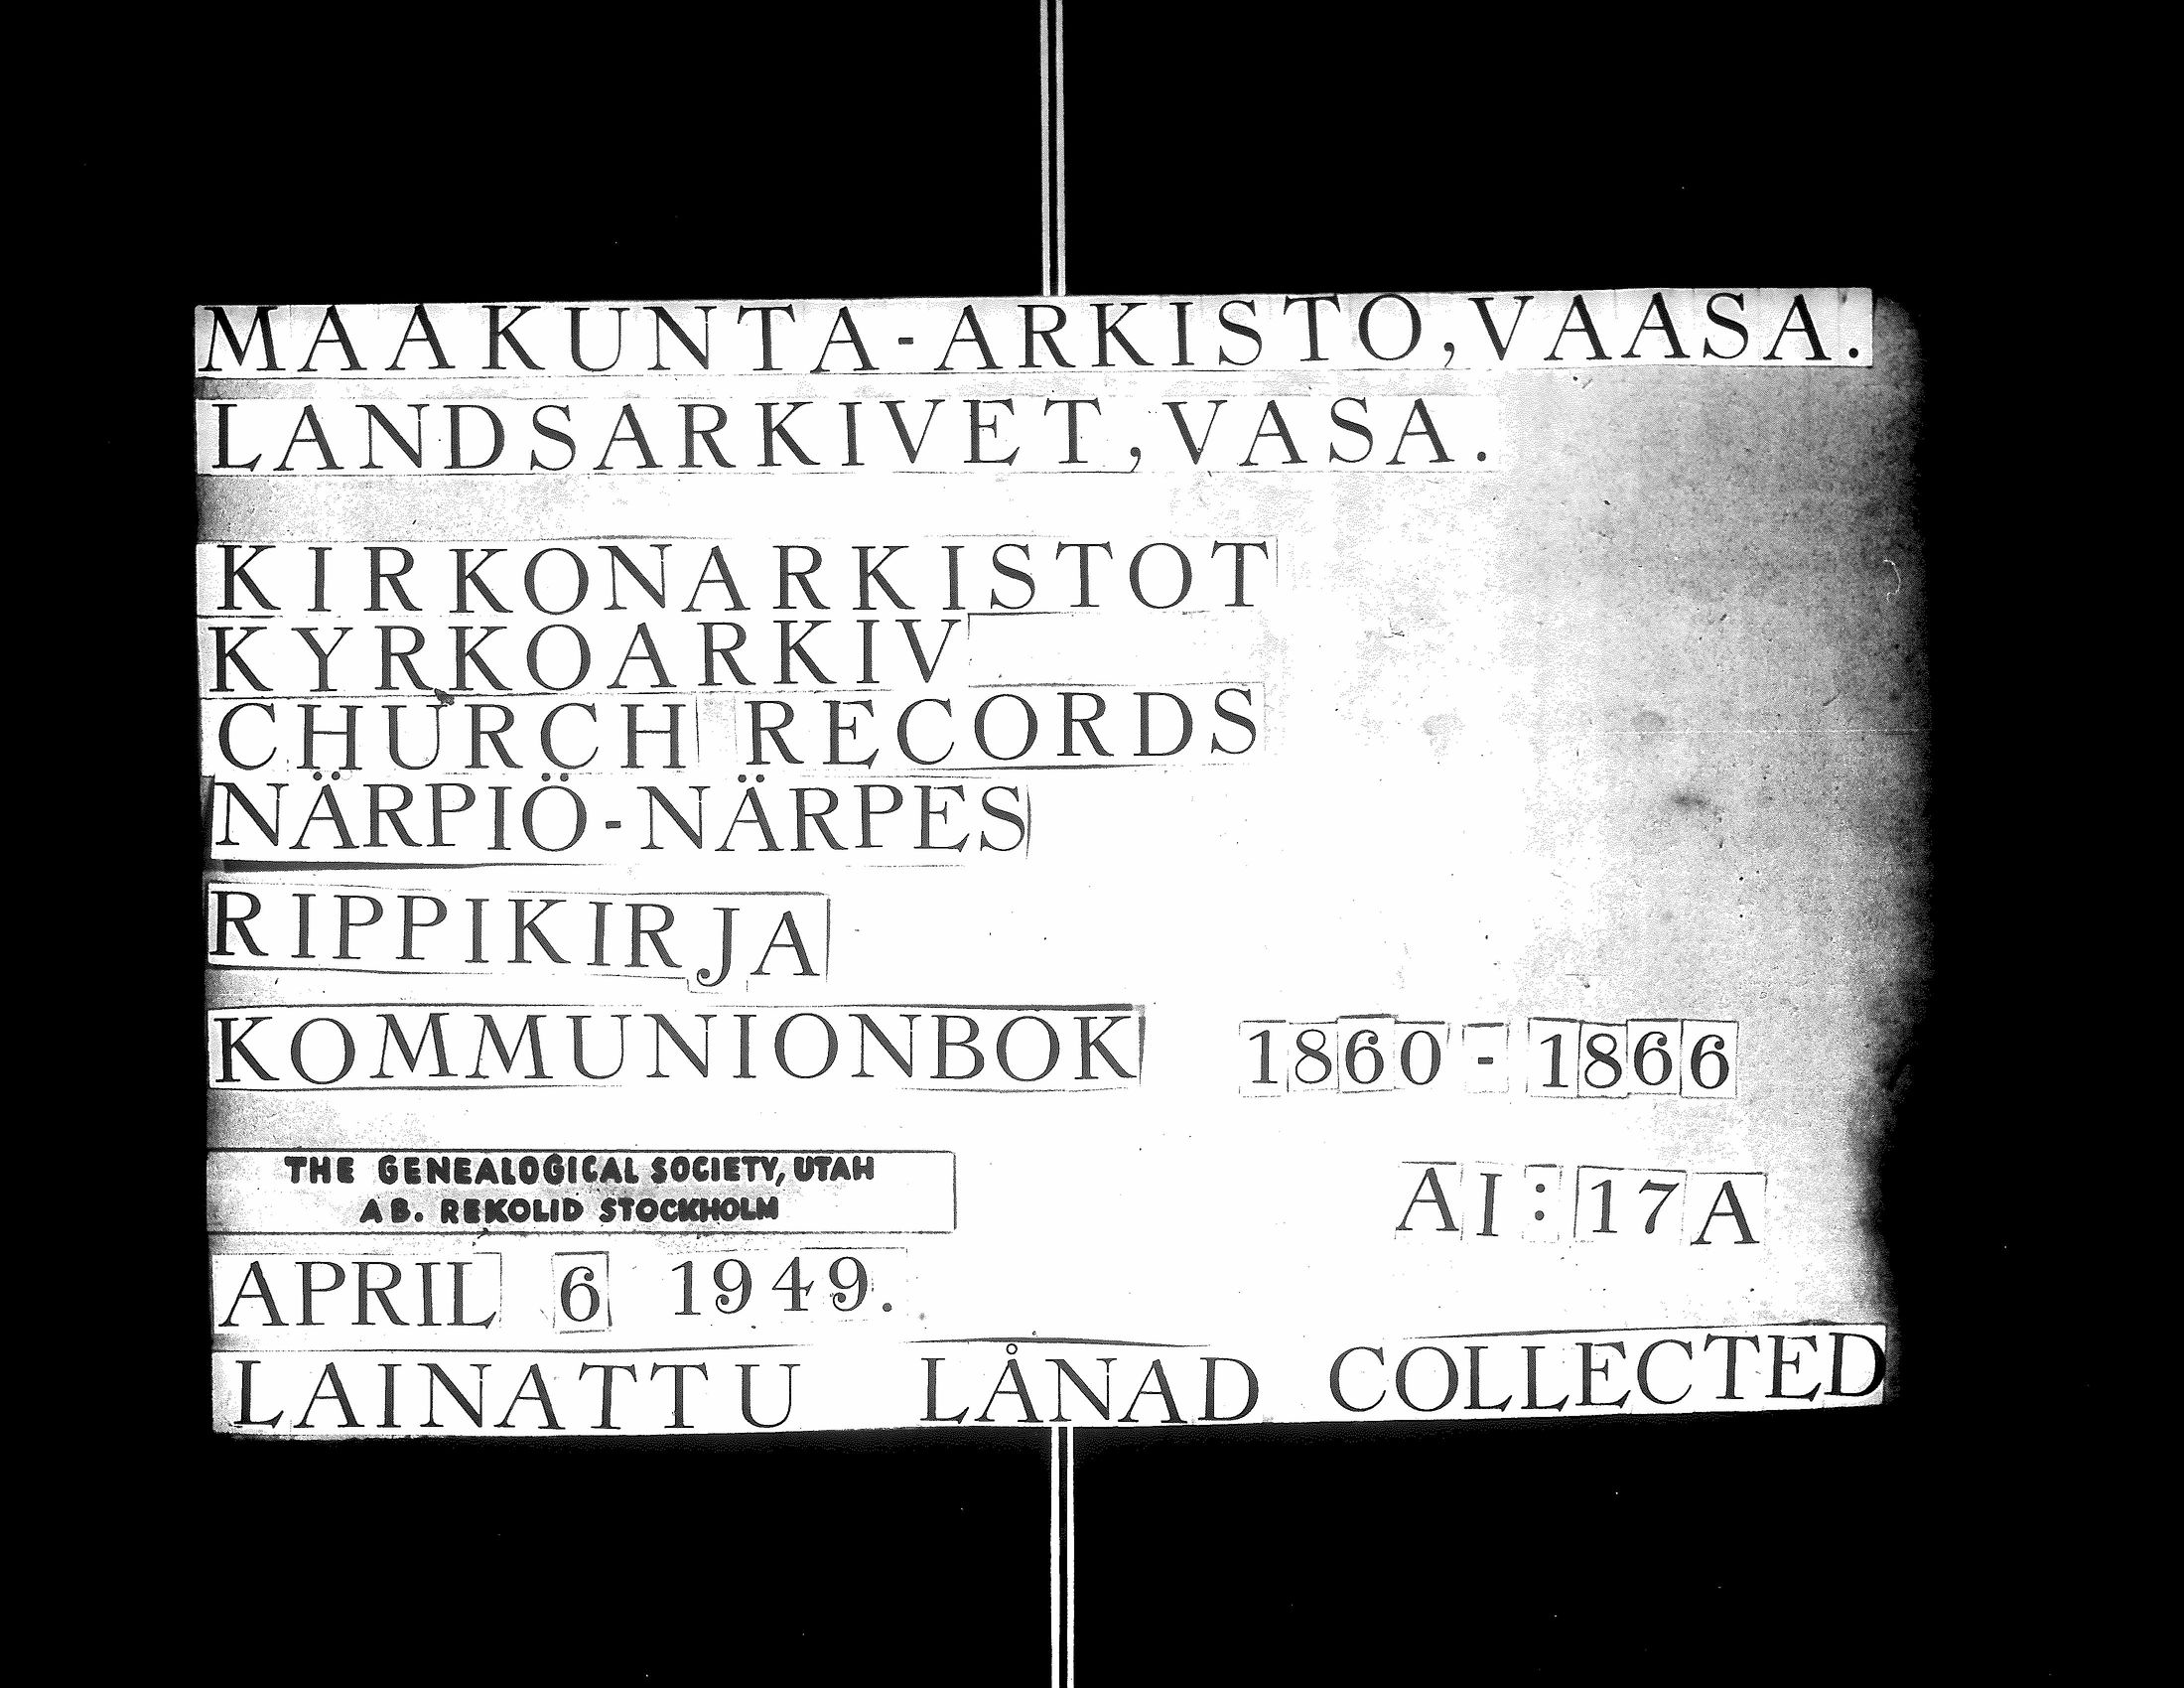 MAAKUNTA-ARKISTO, VAASA.
LANDSARKIVET, VASA.
KIRKONARKISTOT
KYRKOARKIV
CHURCH RECORDS
NÄRPIÖ-NÄRPES
RIPPIKIRJA
KOMMUNIONBOK 1860-1866
THE GENEALOGICAL SOCIETY, UTAH
AB. REKOLID STOCKHOLM
AI:17A
APRIL 6 1949.
LAINATTU LÅNAD COLLECTED